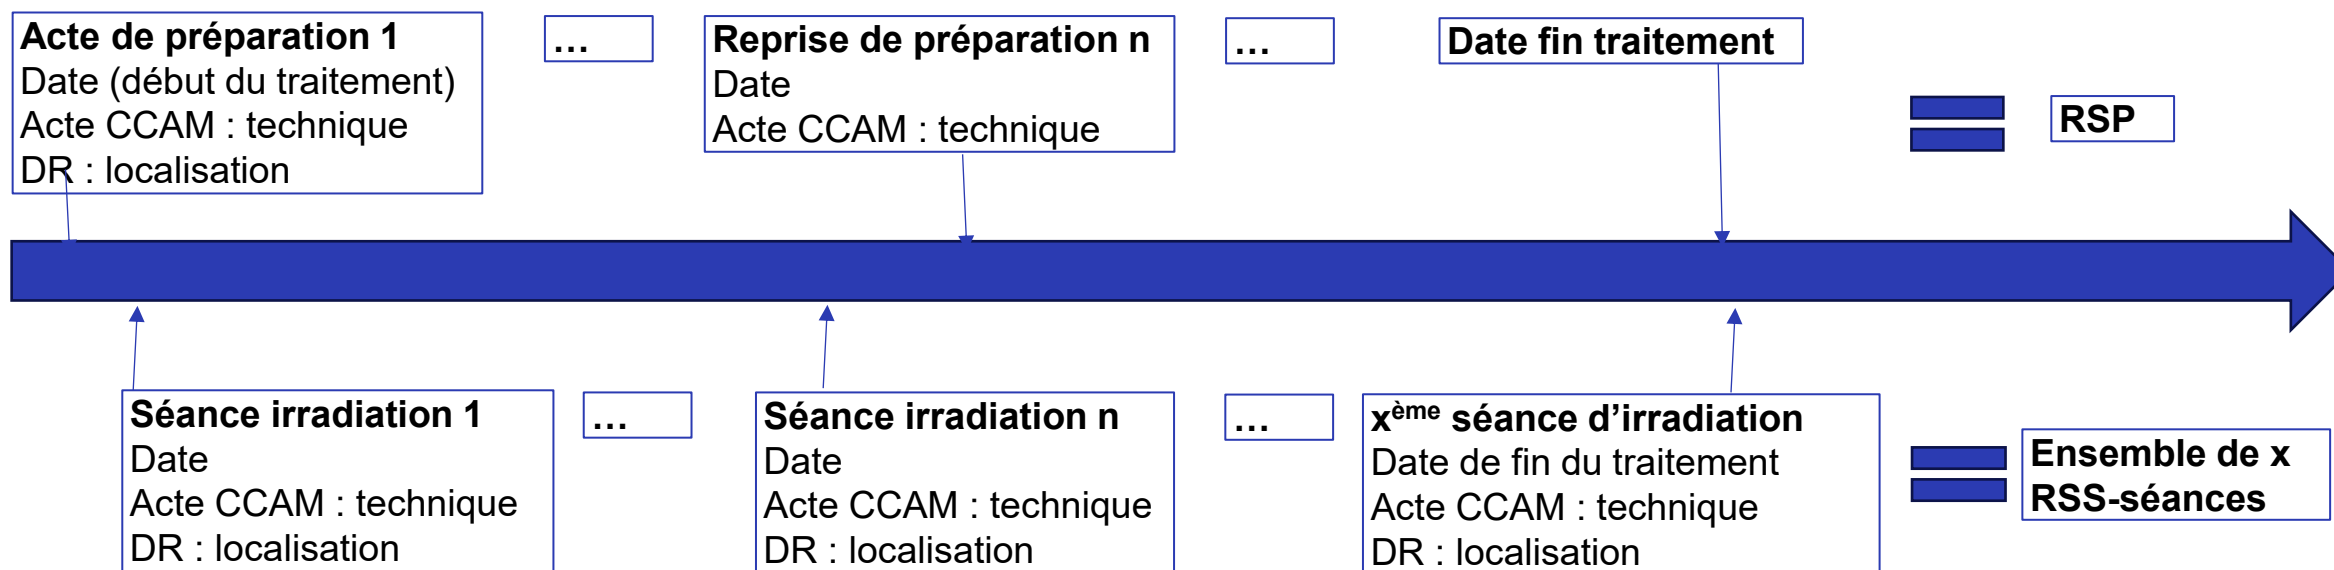 Acte de préparation 1
Date (début du traitement)
Acte CCAM : technique
DR : localisation
...
Reprise de préparation n
Date
Acte CCAM : technique
...
Date fin traitement
RSP
Séance irradiation 1
Date
Acte CCAM : technique
DR : localisation
...
Séance irradiation n
Date
Acte CCAM : technique
DR : localisation
...
xème séance d’irradiation
Date de fin du traitement
Acte CCAM : technique
DR : localisation
Ensemble de x
RSS-séances